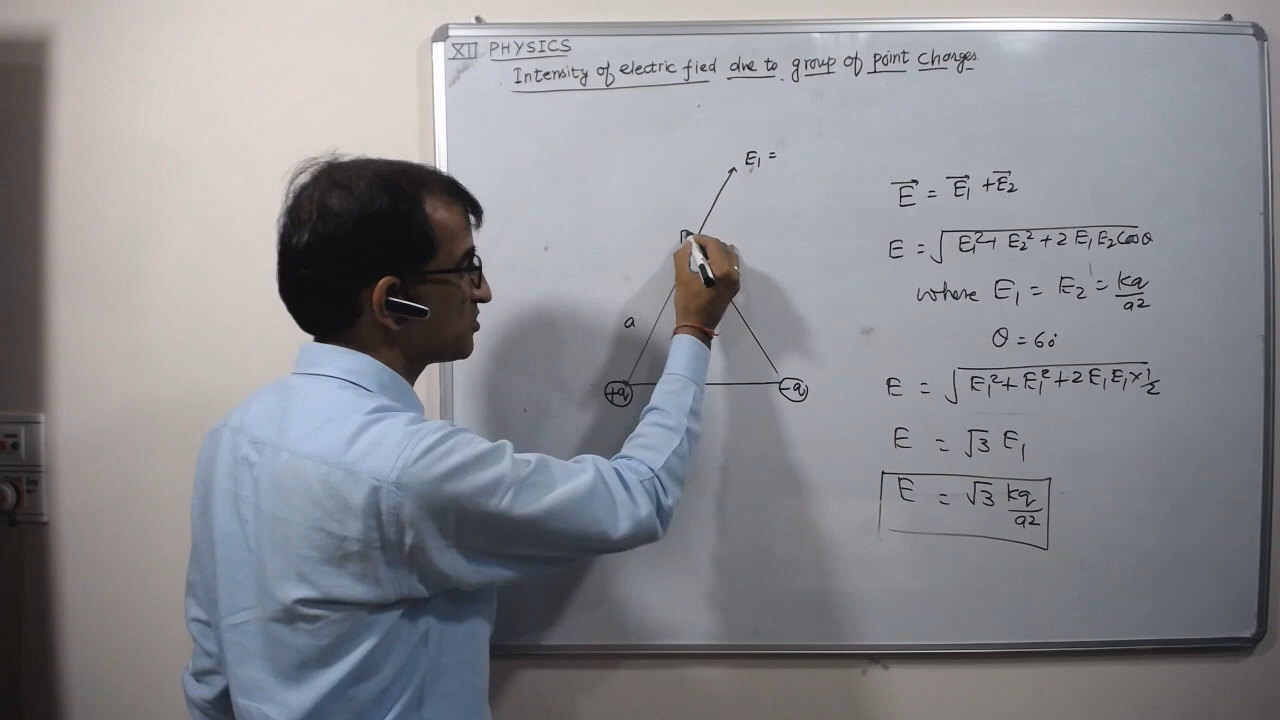 XII PHYSICS
Intensity of electric fied due to group of point charges
E₁ =
a
+q
-q
E⃗ = E⃗₁ + E⃗₂
E = √E₁² + E₂² + 2 E₁ E₂ Cos θ
where E₁ = E₂ = kq/a²
θ = 60°
E = √E₁² + E₁² + 2 E₁ E₁ × 1/2
E = √3 E₁
E = √3 kq/a²